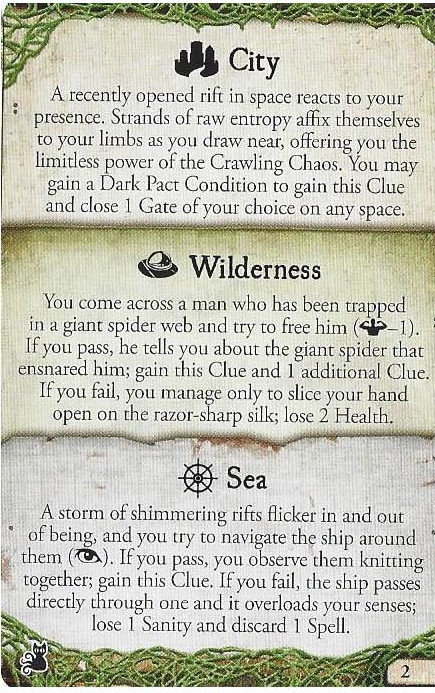 City
A recently opened rift in space reacts to your
presence. Strands of raw entropy affix themselves
to your limbs as you draw near, offering you the
limitless power of the Crawling Chaos. You may
gain a Dark Pact Condition to gain this Clue
and close 1 Gate of your choice on any space.
Wilderness
You come across a man who has been trapped
in a giant spider web and try to free him (–1).
If you pass, he tells you about the giant spider that
ensnared him; gain this Clue and 1 additional Clue.
If you fail, you manage only to slice your hand
open on the razor-sharp silk; lose 2 Health.
Sea
A storm of shimmering rifts flicker in and out
of being, and you try to navigate the ship around
them (). If you pass, you observe them knitting
together; gain this Clue. If you fail, the ship passes
directly through one and it overloads your senses;
lose 1 Sanity and discard 1 Spell.
2